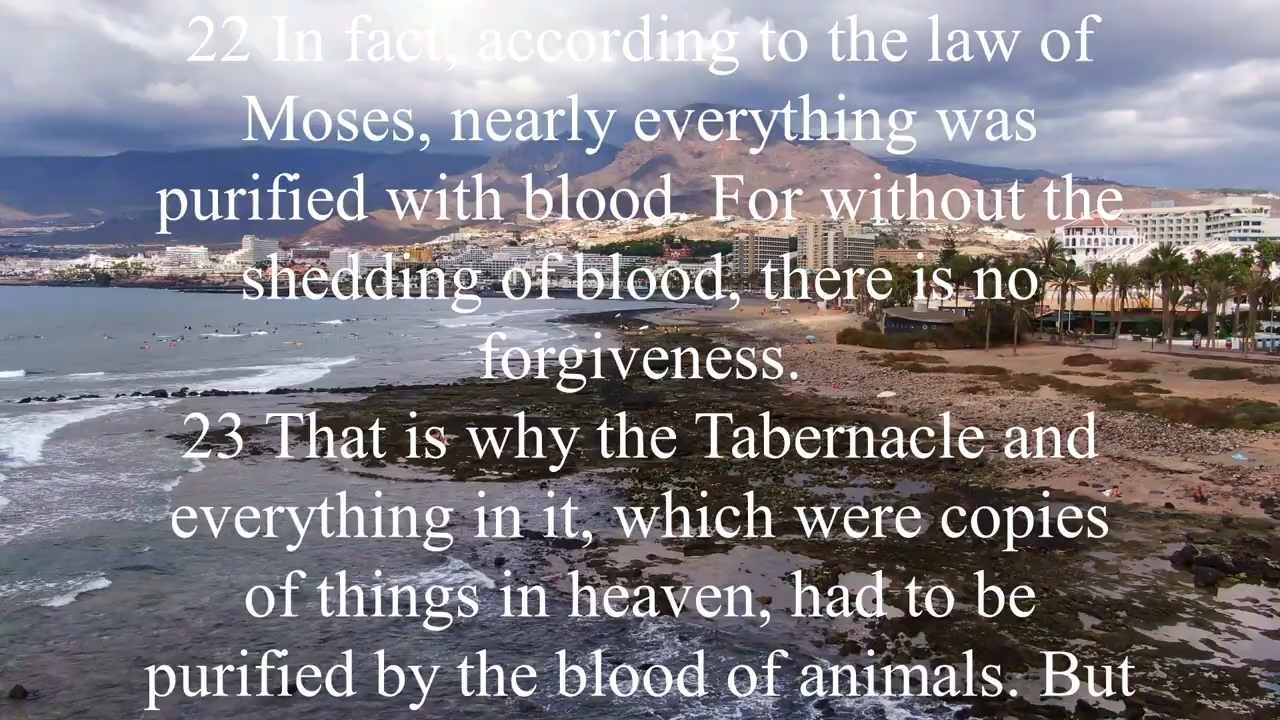 22 In fact, according to the law of
Moses, nearly everything was
purified with blood. For without the
shedding of blood, there is no
forgiveness.
23 That is why the Tabernacle and
everything in it, which were copies
of things in heaven, had to be
purified by the blood of animals. But